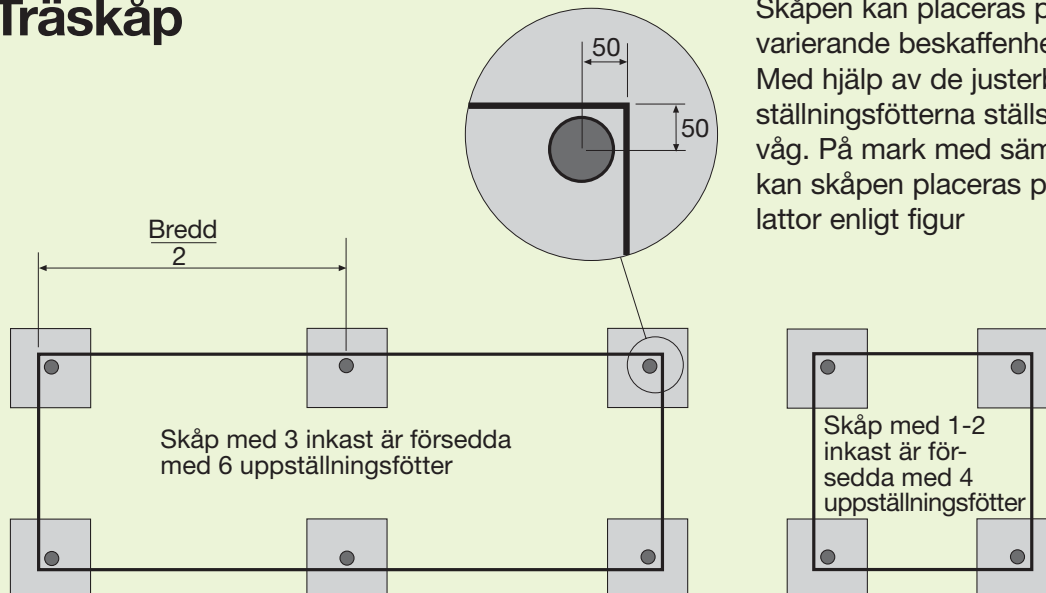 Träskåp
Skåpen kan placeras p
varierande beskaffenhe
Med hjälp av de justerb
ställningsfötterna ställs
våg. På mark med säm
kan skåpen placeras p
lattor enligt figur
50
50
Bredd
2
Skåp med 3 inkast är försedda
med 6 uppställningsfötter
Skåp med 1-2
inkast är för-
sedda med 4
uppställningsfötter